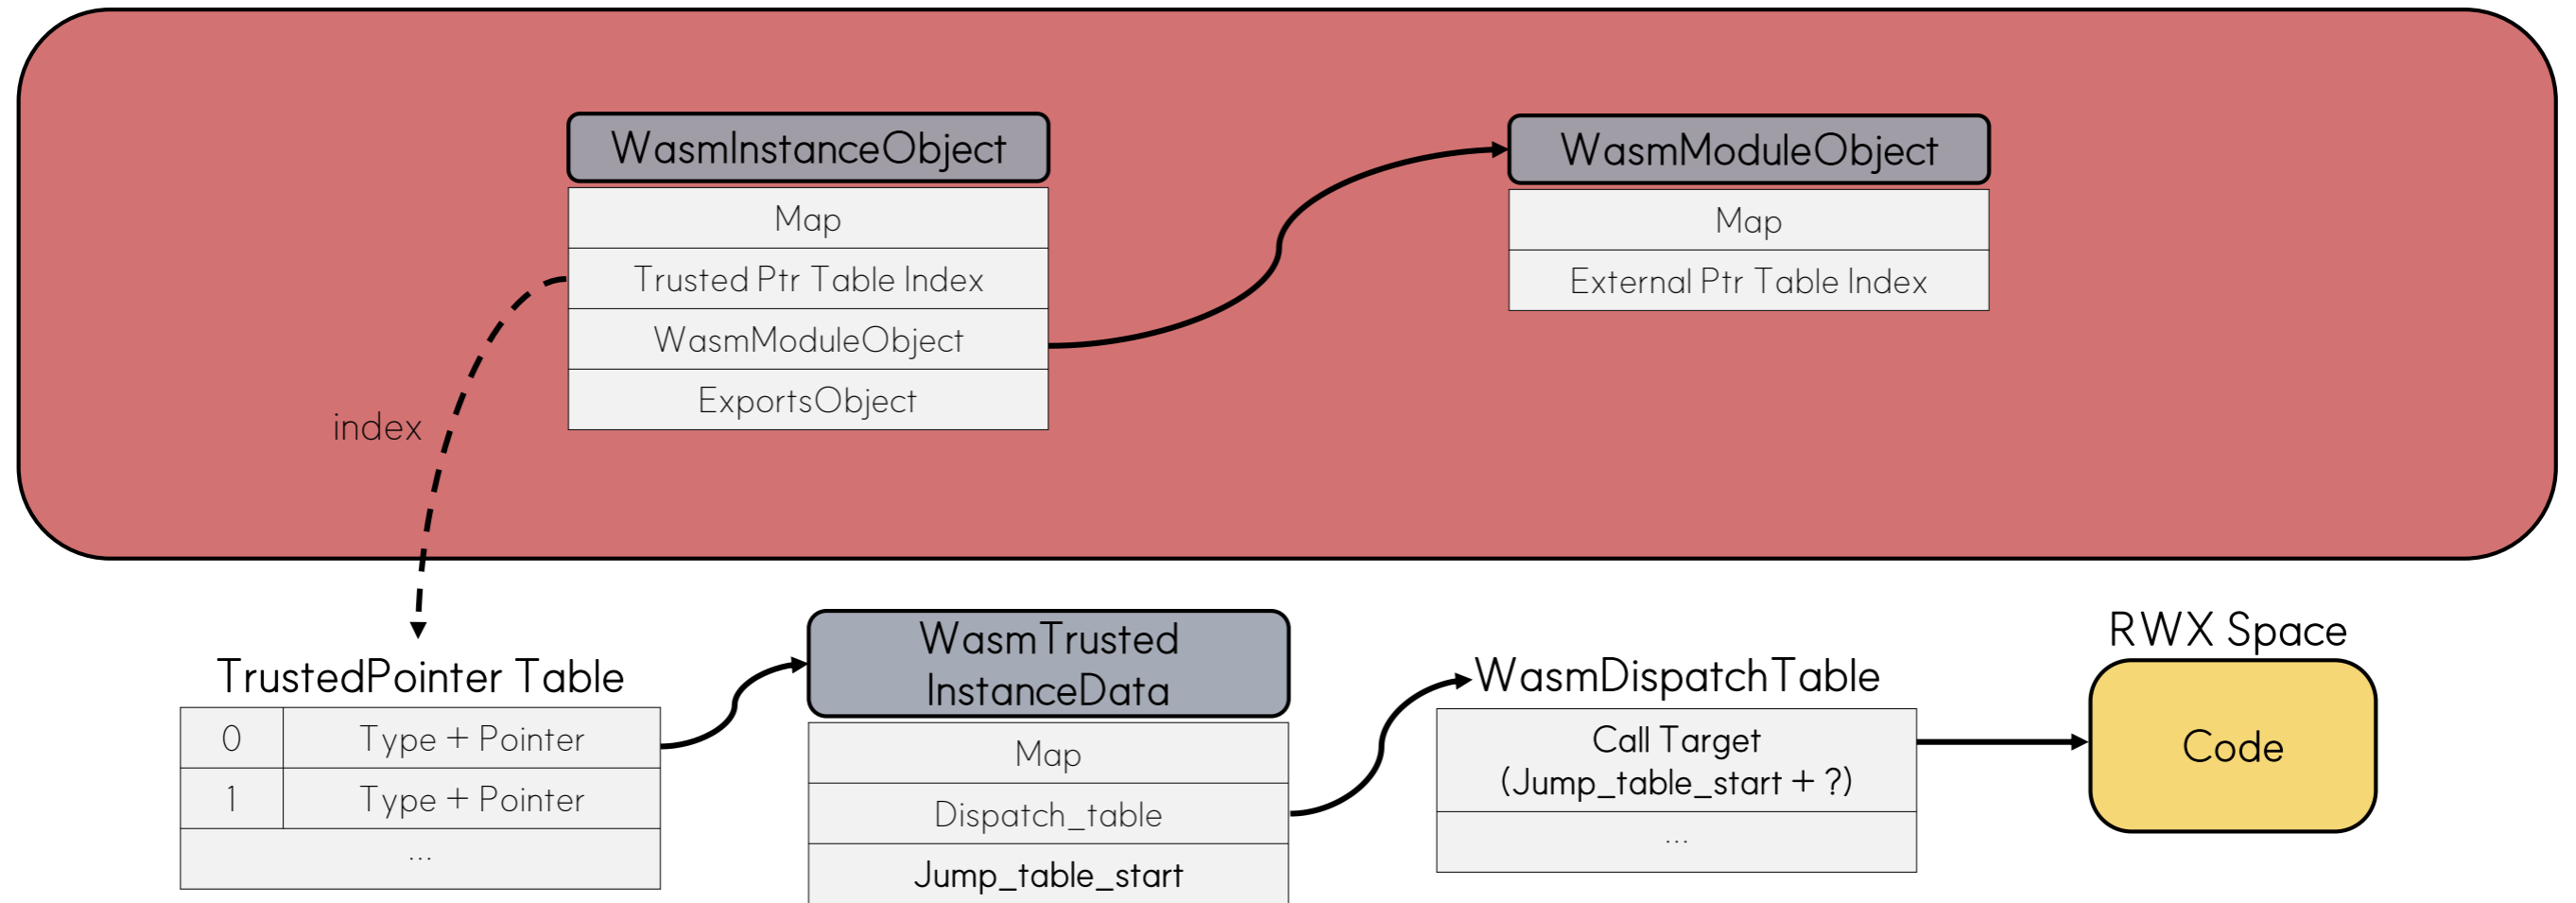 WasmInstanceObject
Map
Trusted Ptr Table Index
WasmModuleObject
ExportsObject
WasmModuleObject
Map
External Ptr Table Index
index
TrustedPointer Table
0 Type + Pointer
1 Type + Pointer
...
WasmTrusted
InstanceData
Map
Dispatch_table
Jump_table_start
WasmDispatchTable
Call Target
(Jump_table_start + ?)
...
RWX Space
Code